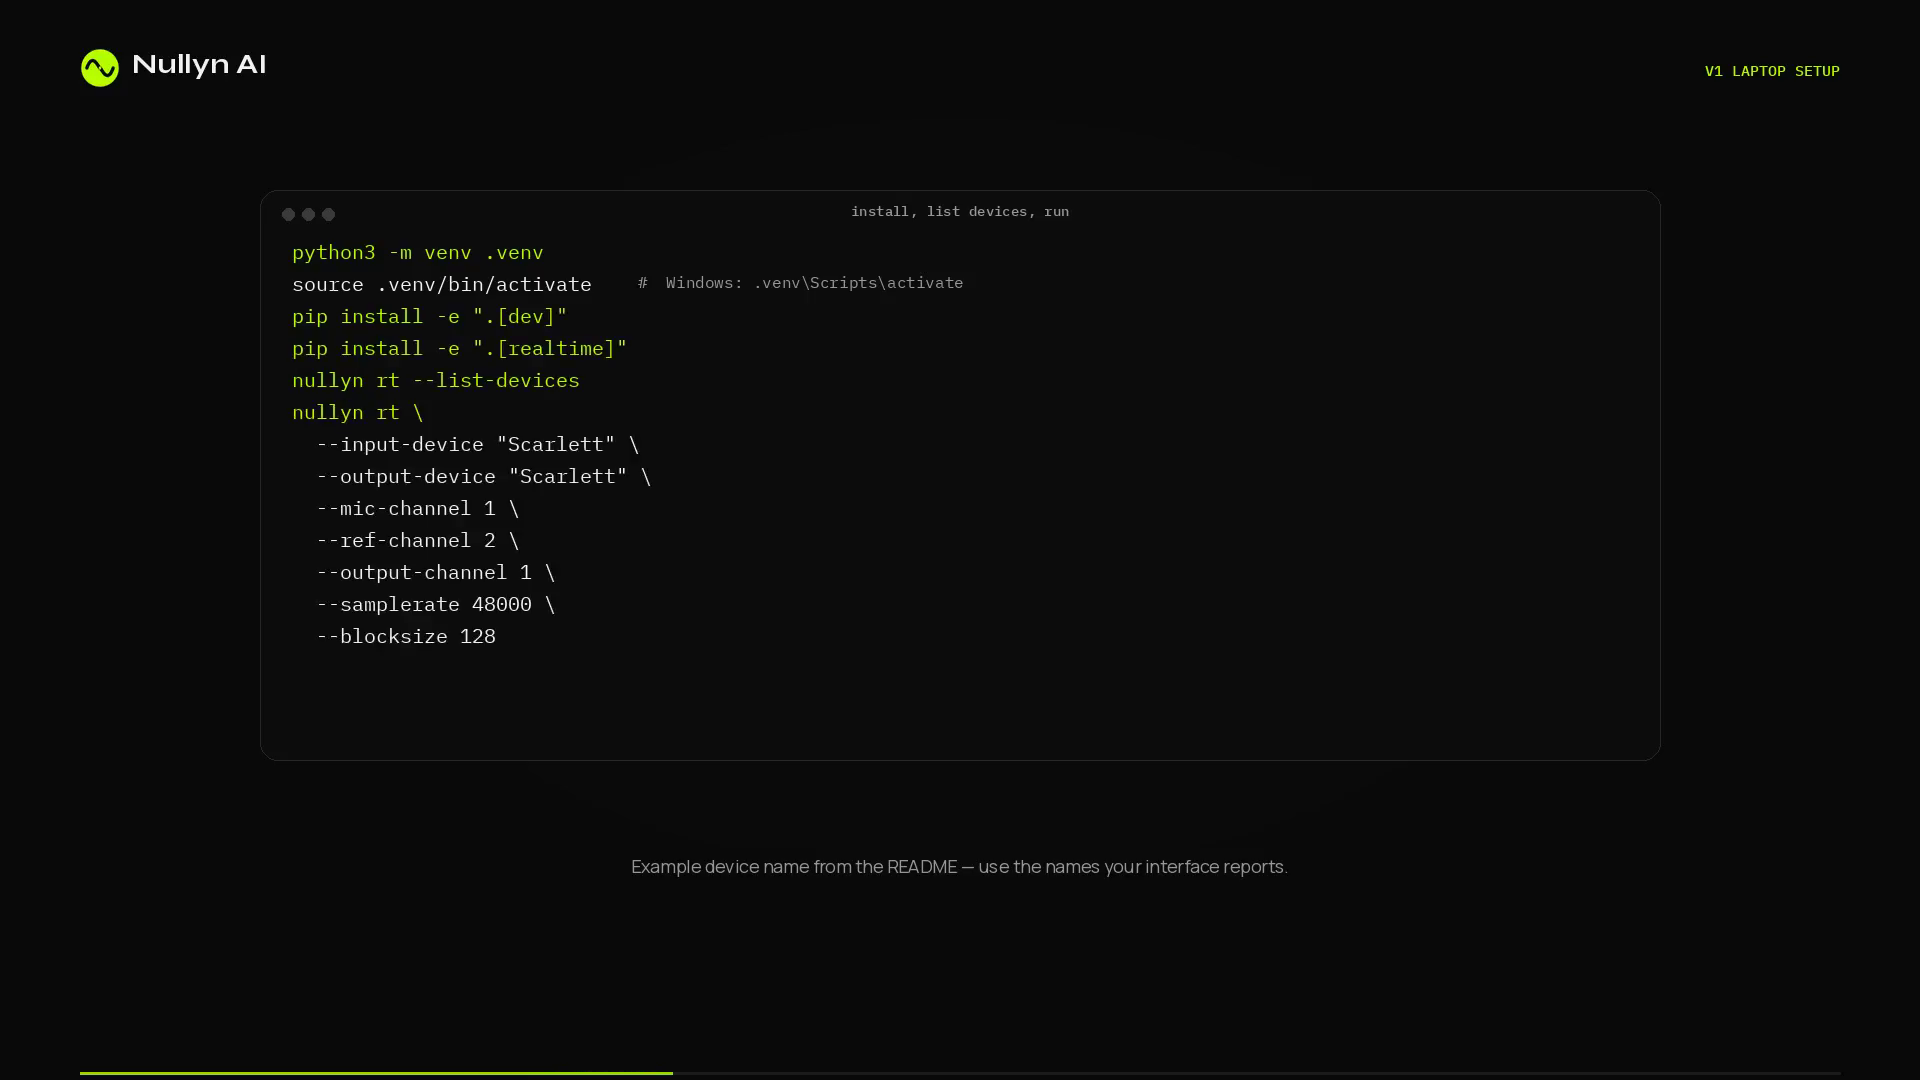 Nullyn AI
V1 LAPTOP SETUP
install, list devices, run
python3 -m venv .venv
source .venv/bin/activate    # Windows: .venv\Scripts\activate
pip install -e ".[dev]"
pip install -e ".[realtime]"
nullyn rt --list-devices
nullyn rt \
  --input-device "Scarlett" \
  --output-device "Scarlett" \
  --mic-channel 1 \
  --ref-channel 2 \
  --output-channel 1 \
  --samplerate 48000 \
  --blocksize 128
Example device name from the README — use the names your interface reports.